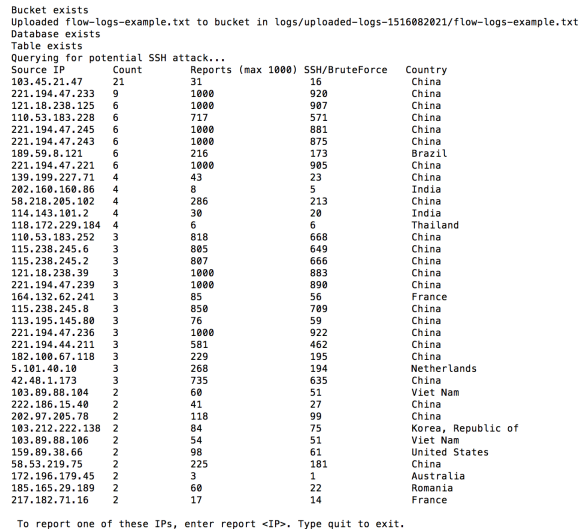 Bucket exists
Uploaded flow-logs-example.txt to bucket in logs/uploaded-logs-1516082021/flow-logs-example.txt
Database exists
Table exists
Querying for potential SSH attack...
Source IP Count Reports (max 1000) SSH/BruteForce Country
103.45.21.47 21 31 16 China
221.194.47.233 9 1000 920 China
121.18.238.125 6 1000 907 China
110.53.183.228 6 717 571 China
221.194.47.245 6 1000 881 China
221.194.47.243 6 1000 875 China
189.59.8.121 6 216 173 Brazil
221.194.47.221 6 1000 905 China
139.199.227.71 4 43 23 China
202.160.160.86 4 8 5 India
58.218.205.102 4 286 213 China
114.143.101.2 4 30 20 India
118.172.229.184 4 6 6 Thailand
110.53.183.252 3 818 668 China
115.238.245.6 3 805 649 China
115.238.245.2 3 807 666 China
121.18.238.39 3 1000 883 China
221.194.47.239 3 1000 890 China
164.132.62.241 3 85 56 France
115.238.245.8 3 850 709 China
113.195.145.80 3 76 59 China
221.194.47.236 3 1000 922 China
221.194.44.211 3 581 462 China
182.100.67.118 3 229 195 China
5.101.40.10 3 268 194 Netherlands
42.48.1.173 3 735 635 China
103.89.88.104 2 60 51 Viet Nam
222.186.15.40 2 41 27 China
202.97.205.78 2 118 99 China
103.212.222.138 2 84 75 Korea, Republic of
103.89.88.106 2 54 51 Viet Nam
159.89.38.66 2 98 61 United States
58.53.219.75 2 225 181 China
172.196.179.45 2 3 1 Australia
185.165.29.189 2 60 22 Romania
217.182.71.16 2 17 14 France
To report one of these IPs, enter report <IP>. Type quit to exit.